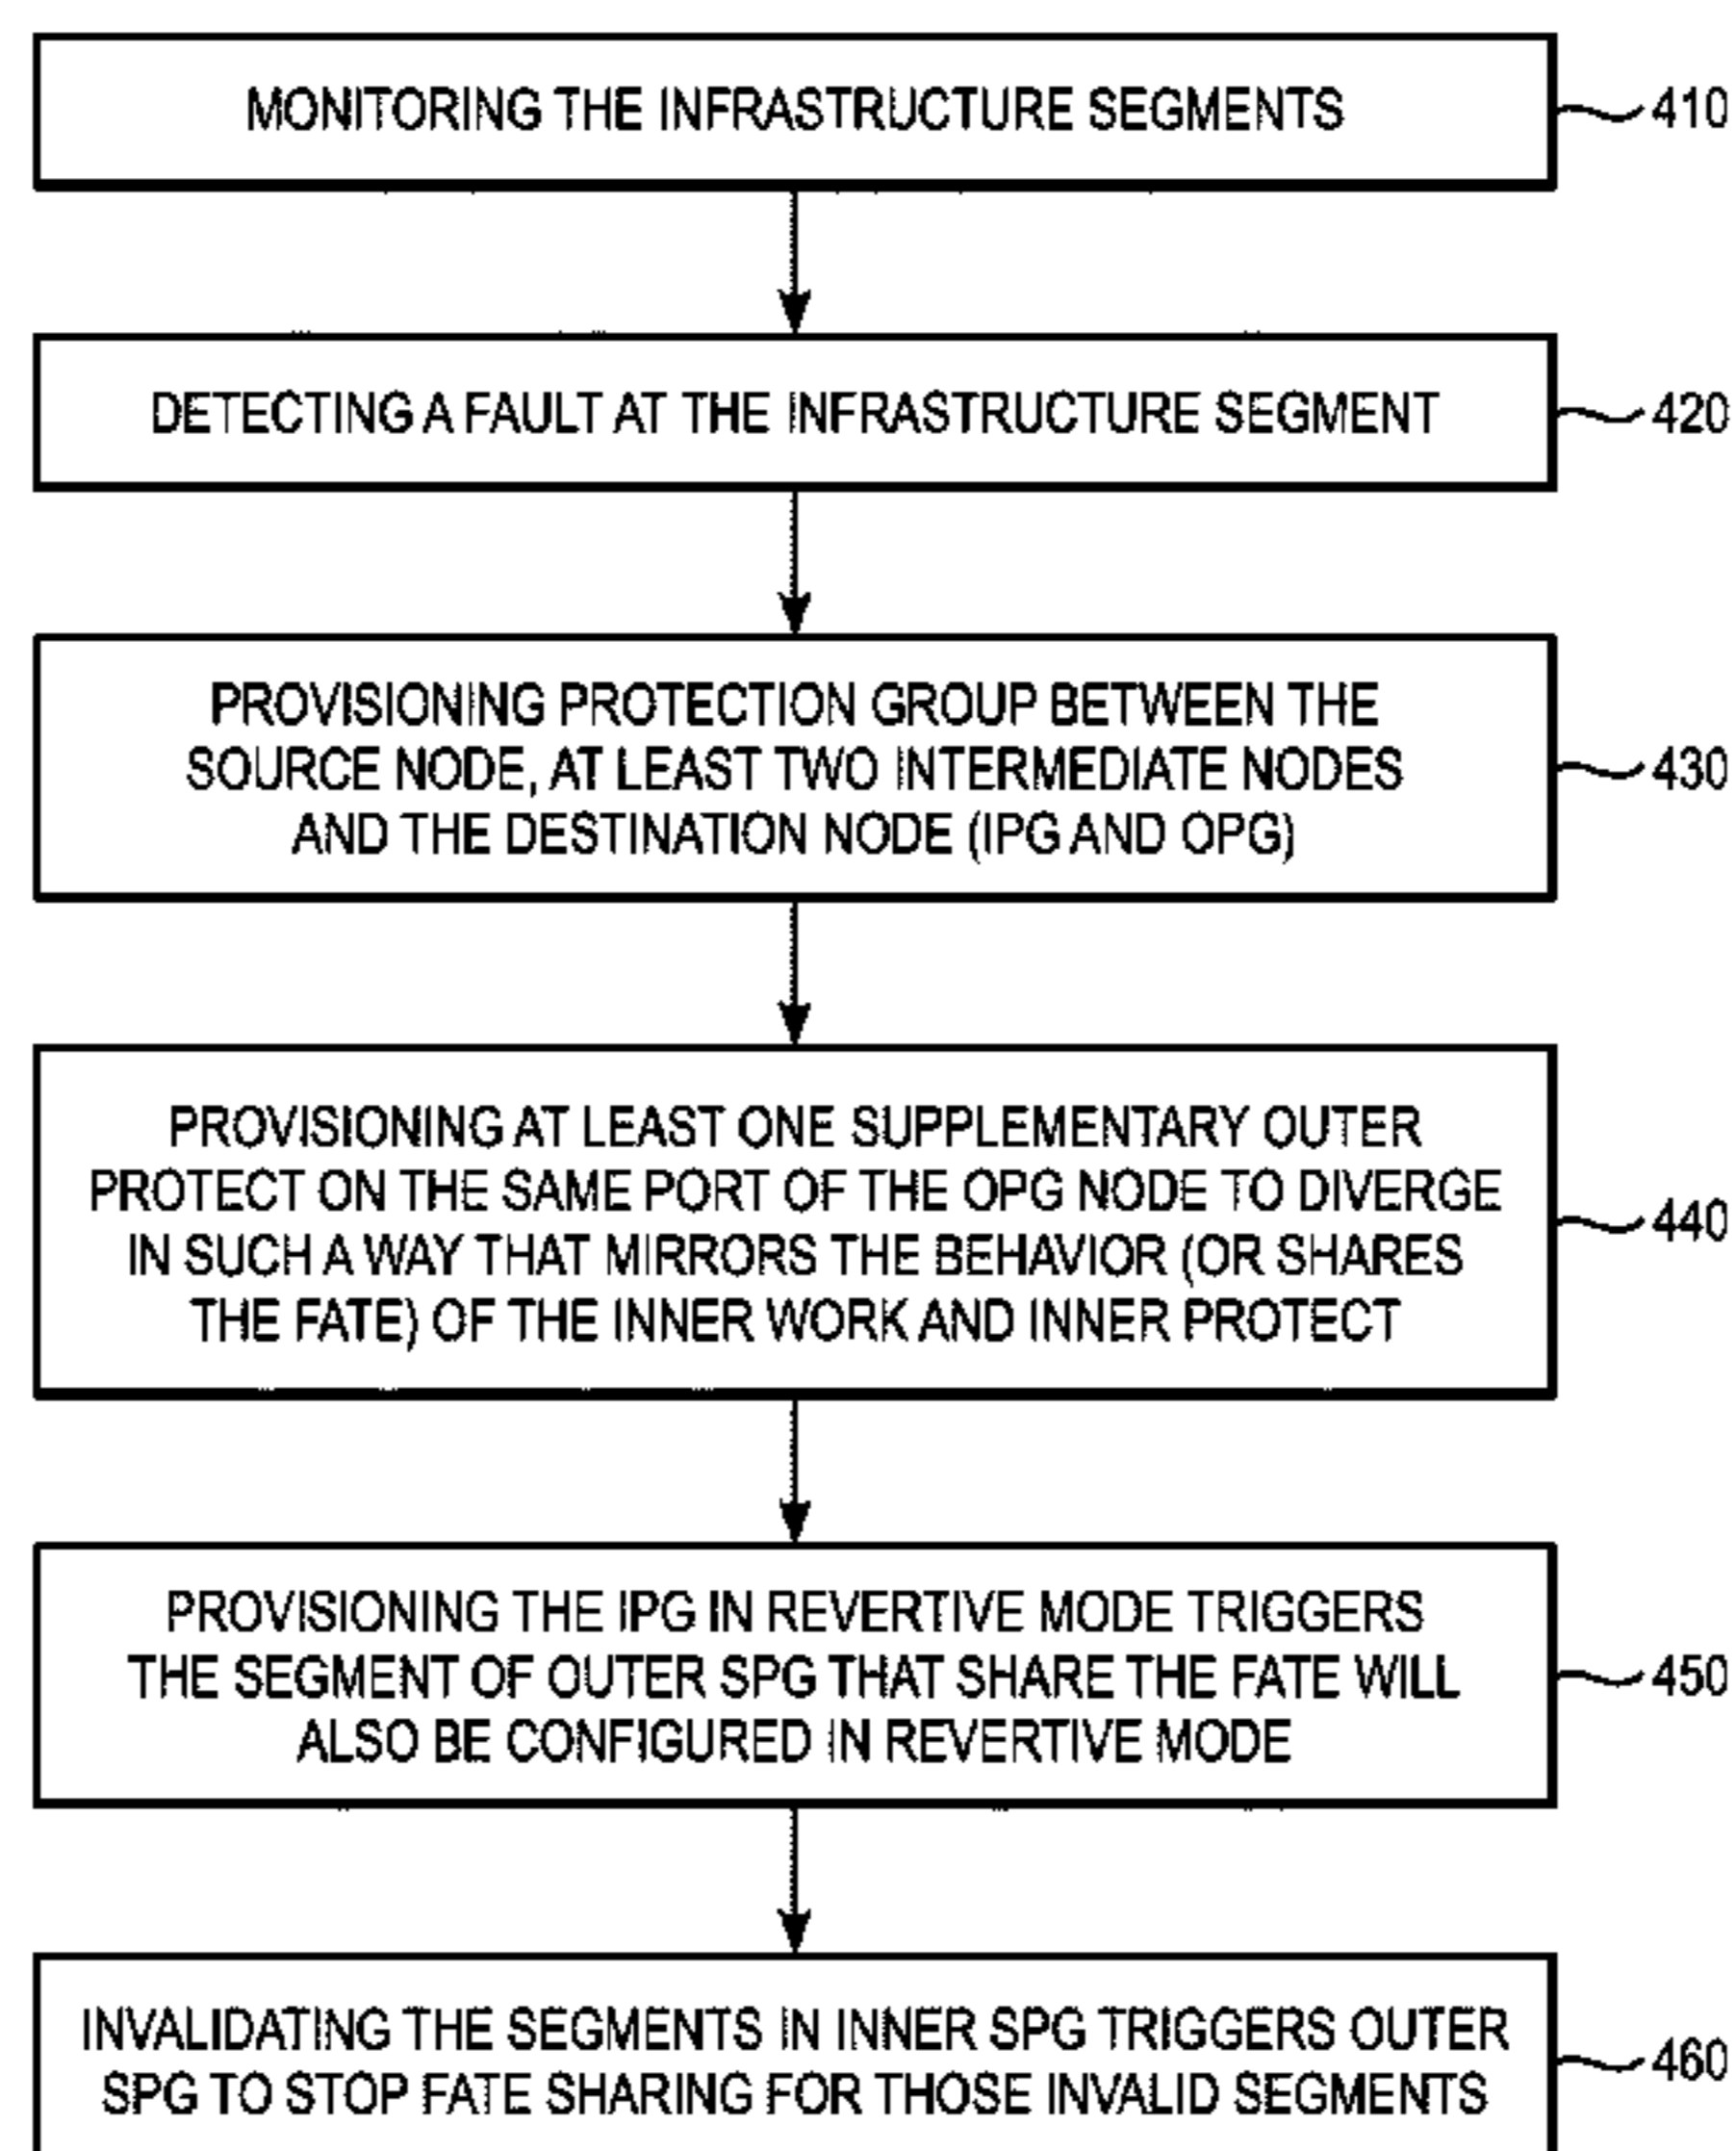 MONITORING THE INFRASTRUCTURE SEGMENTS
410
DETECTING A FAULT AT THE INFRASTRUCTURE SEGMENT
420
PROVISIONING PROTECTION GROUP BETWEEN THE
SOURCE NODE, AT LEAST TWO INTERMEDIATE NODES
AND THE DESTINATION NODE (IPG AND OPG)
430
PROVISIONING AT LEAST ONE SUPPLEMENTARY OUTER
PROTECT ON THE SAME PORT OF THE OPG NODE TO DIVERGE
IN SUCH A WAY THAT MIRRORS THE BEHAVIOR (OR SHARES
THE FATE) OF THE INNER WORK AND INNER PROTECT
440
PROVISIONING THE IPG IN REVERTIVE MODE TRIGGERS
THE SEGMENT OF OUTER SPG THAT SHARE THE FATE WILL
ALSO BE CONFIGURED IN REVERTIVE MODE
450
INVALIDATING THE SEGMENTS IN INNER SPG TRIGGERS OUTER
SPG TO STOP FATE SHARING FOR THOSE INVALID SEGMENTS
460